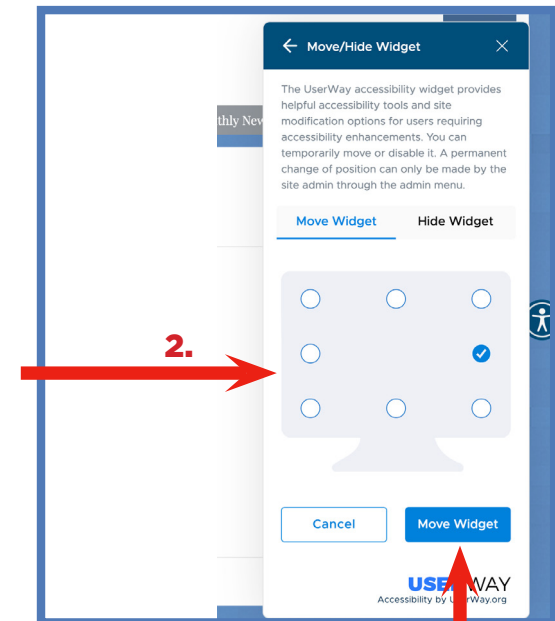 Move/Hide Widget
The UserWay accessibility widget provides
helpful accessibility tools and site
thly New
modification options for users requiring
accessibility enhancements. You can
temporarily move or disable it. A permanent
change of position can only be made by the
site admin through the admin menu.
Move Widget Hide Widget
2.
Cancel Move Widget
Accessibility by